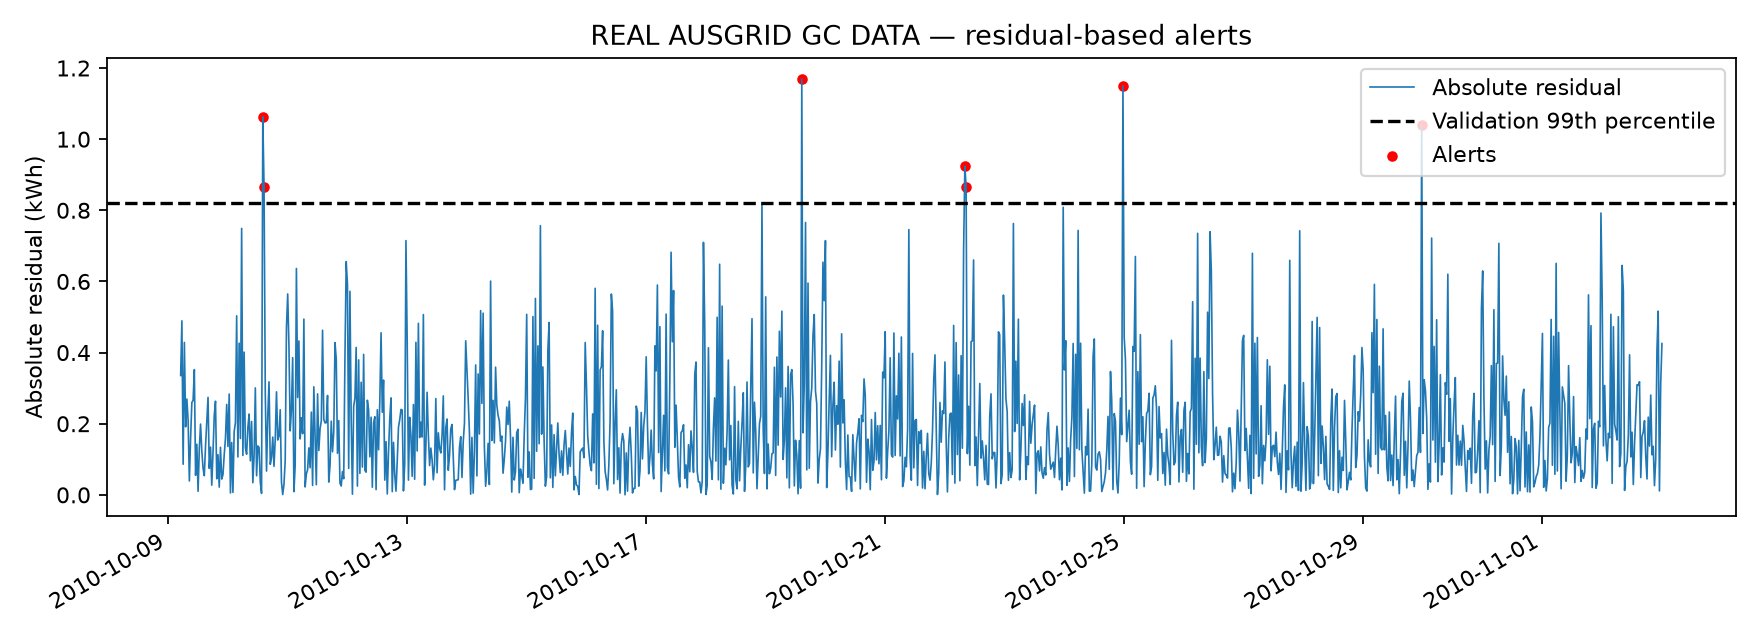 REAL AUSGRID GC DATA — residual-based alerts
Absolute residual (kWh)
1.2
1.0
0.8
0.6
0.4
0.2
0.0
Absolute residual
Validation 99th percentile
Alerts
2010-10-09
2010-10-13
2010-10-17
2010-10-21
2010-10-25
2010-10-29
2010-11-01